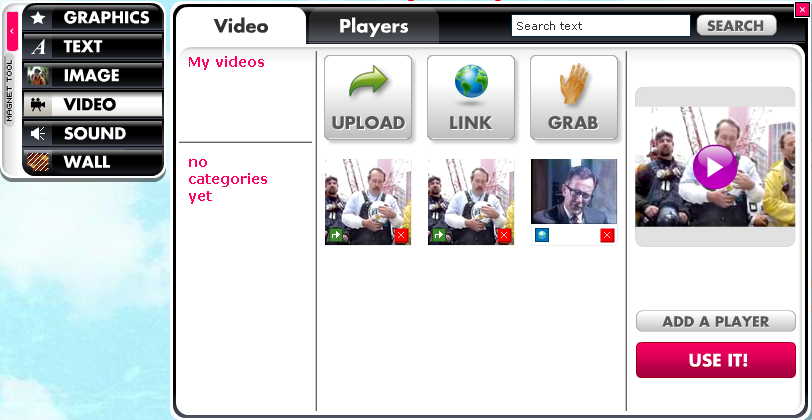 MAGNET TOOL
GRAPHICS
A TEXT
IMAGE
VIDEO
SOUND
WALL
Video
Players
Search text
SEARCH
My videos
no
categories
yet
UPLOAD
LINK
GRAB
ADD A PLAYER
USE IT!